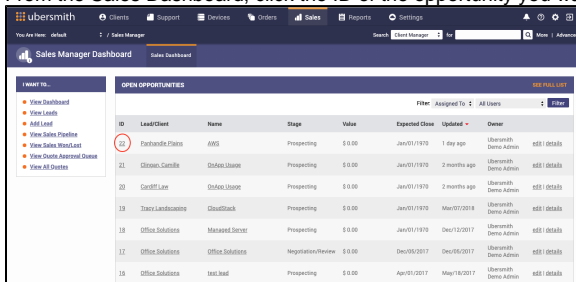 From the Sales Dashboard, click the ID of the opportunity you w
ubersmith Clients Support Devices Orders Sales Reports Settings
You Are Here: default / Sales Manager Search Client Manager for More | Advance
Sales Manager Dashboard Sales Dashboard
I WANT TO...
View Dashboard
View Leads
Add Lead
View Sales Pipeline
View Sales Won/Lost
View Quote Approval Queue
View All Quotes
OPEN OPPORTUNITIES SEE FULL LIST
Filter: Assigned To All Users Filter
ID Lead/Client Name Stage Value Expected Close Updated Owner
22 Panhandle Plains AWS Prospecting $ 0.00 Jan/01/1970 1 day ago Ubersmith Demo Admin edit | details
21 Clingan, Camille OnApp Usage Prospecting $ 0.00 Jan/01/1970 2 months ago Ubersmith Demo Admin edit | details
20 Cardiff Law OnApp Usage Prospecting $ 0.00 Jan/01/1970 2 months ago Ubersmith Demo Admin edit | details
19 Tracy Landscaping CloudStack Prospecting $ 0.00 Jan/01/1970 Mar/07/2018 Ubersmith Demo Admin edit | details
18 Office Solutions Managed Server Prospecting $ 0.00 Jan/01/1970 Dec/12/2017 Ubersmith Demo Admin edit | details
17 Office Solutions Office Solutions Negotiation/Review $ 0.00 Dec/05/2017 Dec/05/2017 Ubersmith Demo Admin edit | details
16 Office Solutions test lead Prospecting $ 0.00 Apr/01/2017 May/18/2017 Ubersmith Demo Admin edit | details